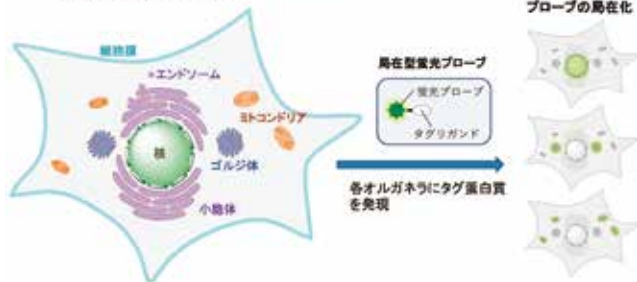 プローブの局在化
細胞膜
エンドソーム
局在型蛍光プローブ
蛍光プローブ
タグリガンド
ミトコンドリア
核
ゴルジ体
小胞体
各オルガネラにタグ蛋白質
を発現